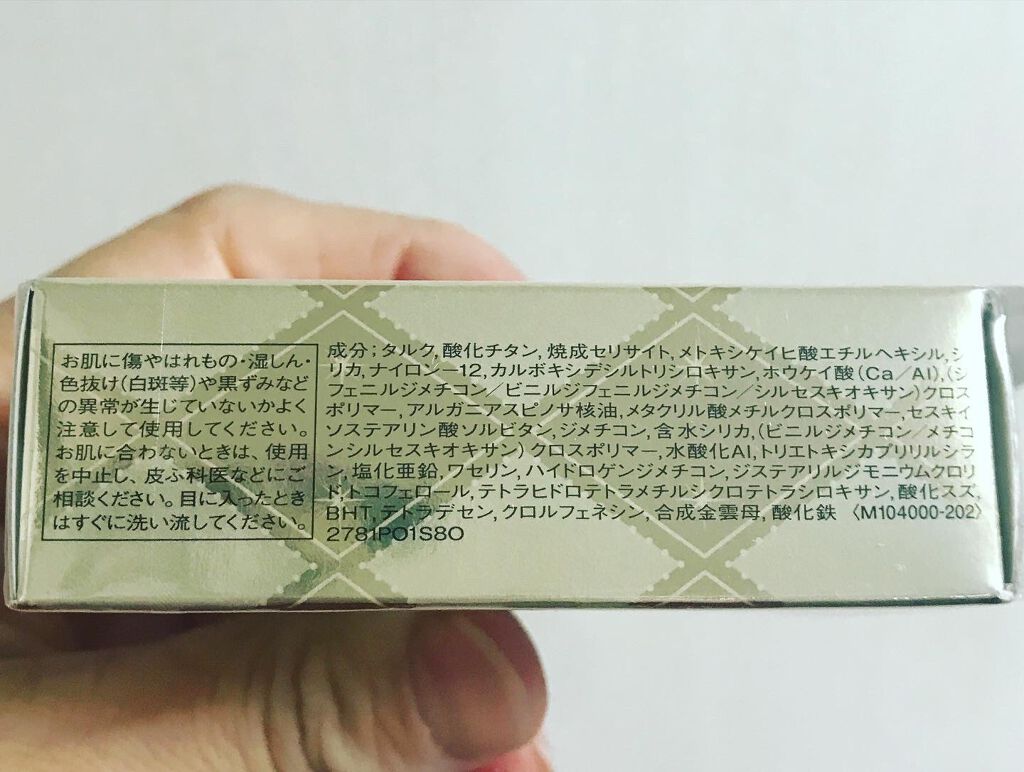 お肌に傷やはれもの・湿しん・
色抜け(白斑等)や黒ずみなど
の異常が生じていないかよく
注意して使用してください。
お肌に合わないときは、使用
を中止し、皮ふ科医などにご
相談ください。目に入ったとき
はすぐに洗い流してください。
成分;タルク,酸化チタン,焼成セリサイト,メトキシケイヒ酸エチルヘキシル,シ
リカ,ナイロン-12,カルボキシデシルトリシロキサン,ホウケイ酸(Ca/Al),(ジ
フェニルジメチコン/ビニルジフェニルジメチコン/シルセスキオキサン)クロス
ポリマー,アルガニアスピノサ核油,メタクリル酸メチルクロスポリマー,セスキイ
ソステアリン酸ソルビタン,ジメチコン,含水シリカ,(ビニルジメチコン/メチコ
ンシルセスキオキサン)クロスポリマー,水酸化Al,トリエトキシカプリリルシラ
ン,塩化亜鉛,ワセリン,ハイドロゲンジメチコン,ジステアリルジモニウムクロリ
ド,トコフェロール,テトラヒドロテトラメチルシクロテトラシロキサン,酸化スズ,
BHT,テトラデセン,クロルフェネシン,合成金雲母,酸化鉄 〈M104000-202〉
2781P01S80